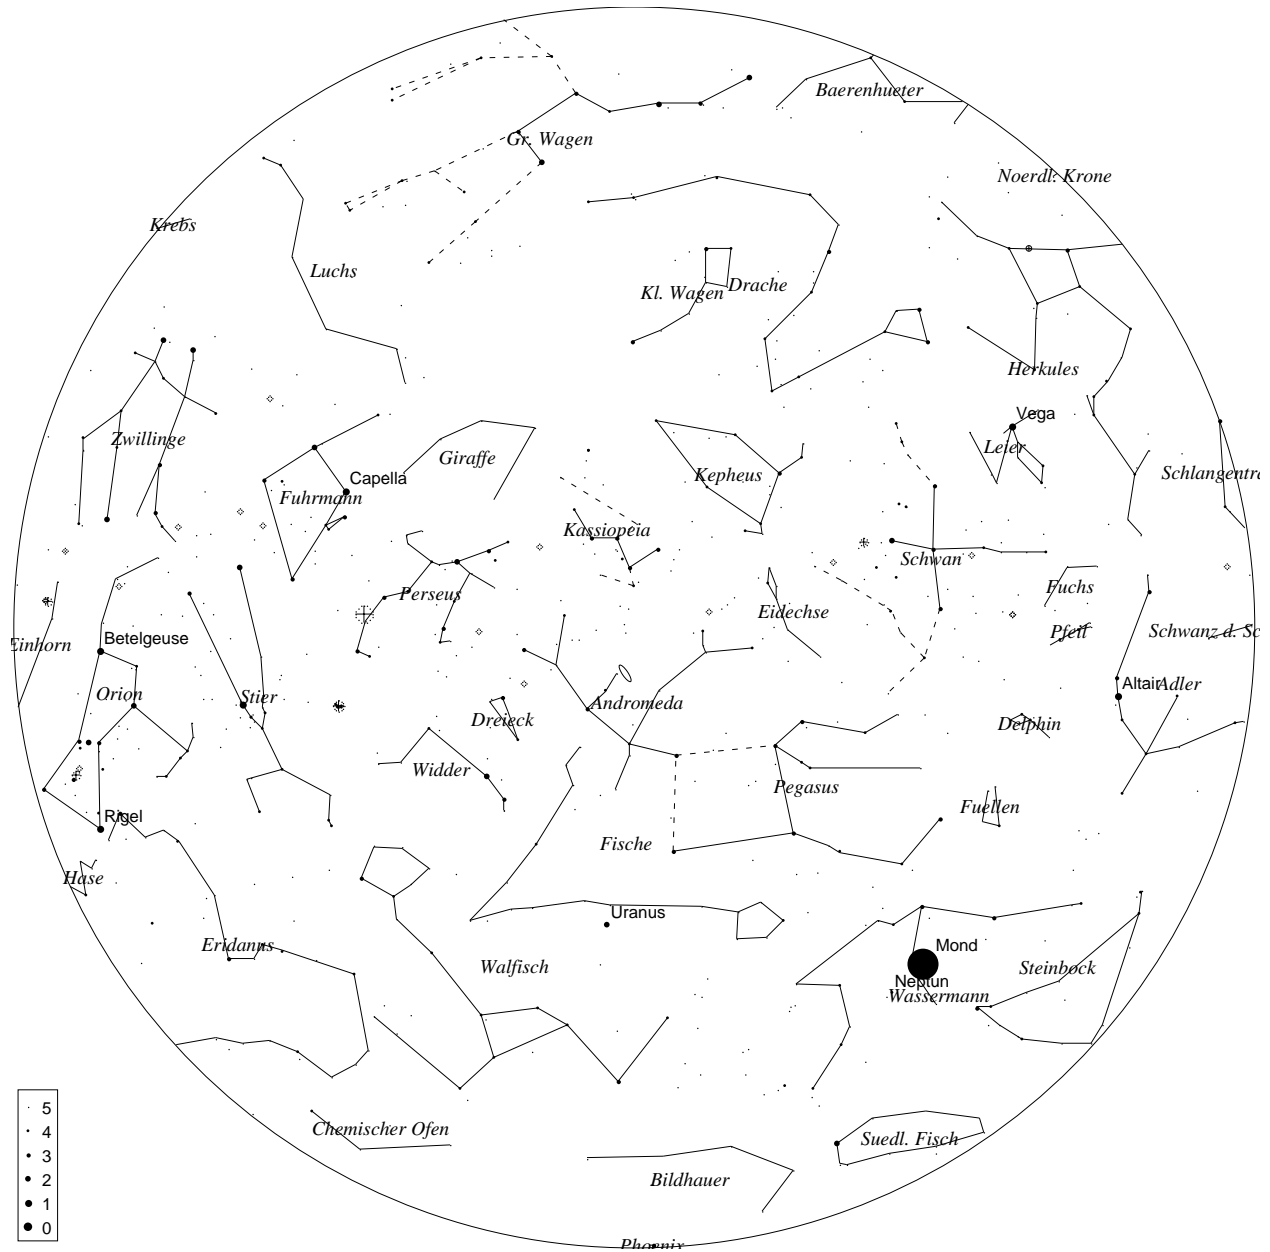 Baerenhueter
Gr. Wagen
Noerdl. Krone
Krebs
Luchs
Kl. Wagen
Drache
Herkules
Vega
Zwillinge
Leier
Giraffe
Kepheus
Schlangentr
Capella
Fuhrmann
Kassiopeia
Schwan
Perseus
Fuchs
Eidechse
Einhorn
Betelgeuse
Pfeil
Schwanz d. Sc
Orion
Stier
Andromeda
Altair
Adler
Dreieck
Delphin
Widder
Pegasus
Rigel
Fuellen
Fische
Hase
Uranus
Eridanus
Mond
Walfisch
Steinbock
Neptun
Wassermann
5
4
3
2
1
0
Chemischer Ofen
Suedl. Fisch
Bildhauer
Phoenix